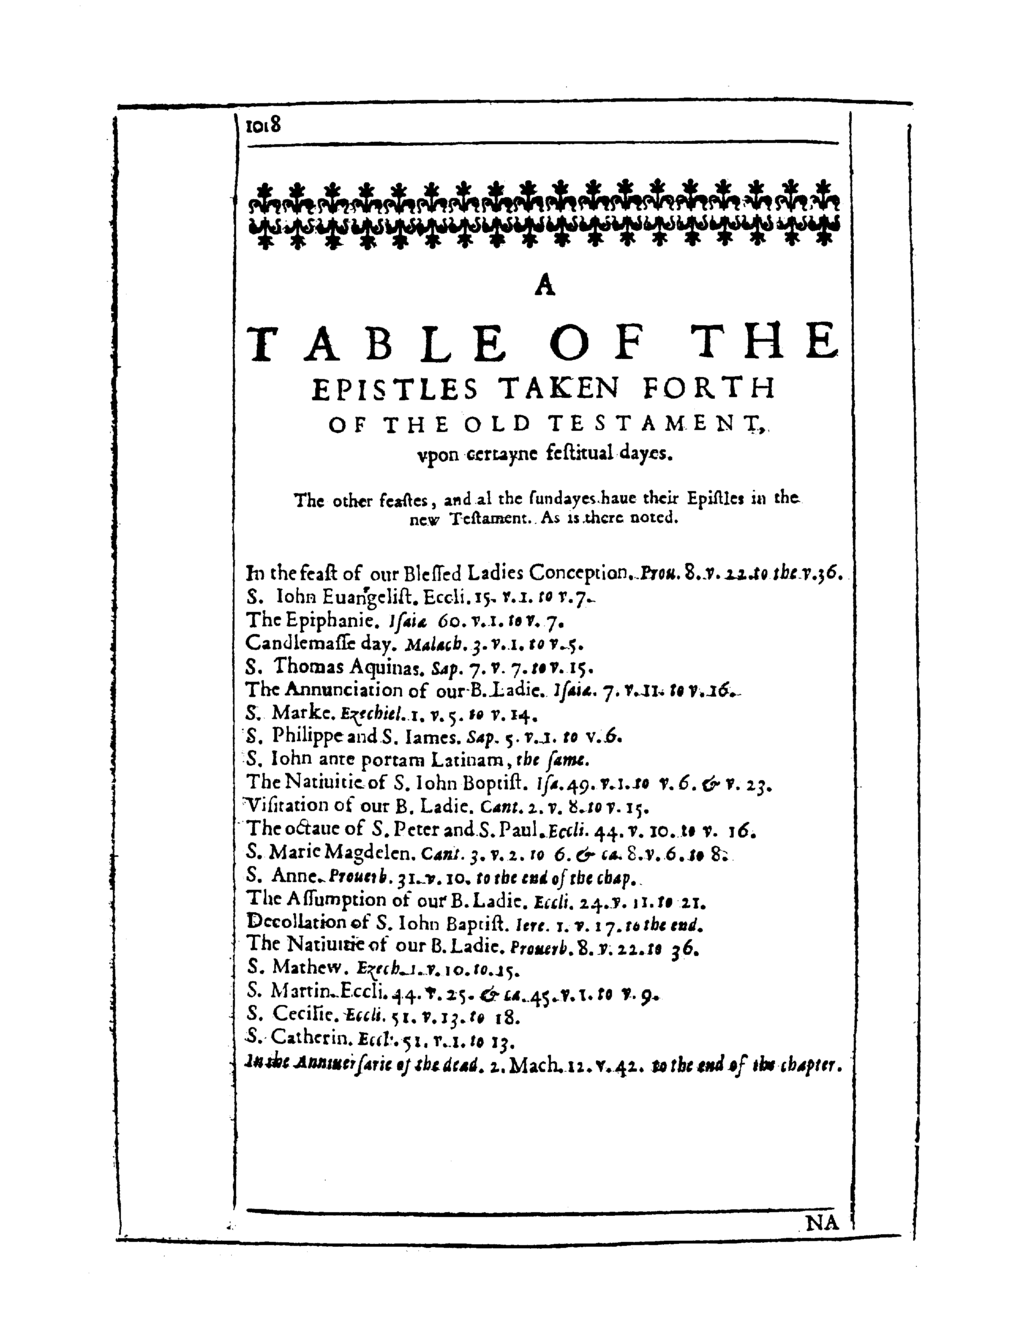 1018
A
TABLE OF THE
EPISTLES TAKEN FORTH
OF THE OLD TESTAMENT,
vpon certayne feſtitual dayes.
The other feaſtes, and al the ſundayes haue their Epiſtles in the
new Teſtament. As is there noted.
In the feaſt of our Bleſſed Ladies Conception. Prou. 8. v. 22. to the v. 36.
S. Iohn Euangeliſt. Eccli. 15. v. 1. to v. 7.
The Epiphanie. Iſaiæ 60. v. 1. to v. 7.
Candlemaſſe day. Malach. 3. v. 1. to v. 5.
S. Thomas Aquinas. Sap. 7. v. 7. to v. 15.
The Annunciation of our B. Ladie. Iſaiæ. 7. v. 11. to v. 16.
S. Marke. Ezechiel. 1. v. 5. to v. 14.
S. Philippe and S. Iames. Sap. 5. v. 1. to v. 6.
S. Iohn ante portam Latinam, the ſame.
The Natiuitie of S. Iohn Boptiſt. Iſa. 49. v. 1. to v. 6. & v. 23.
Viſitation of our B. Ladie. Cant. 2. v. 8. to v. 15.
The octaue of S. Peter and S. Paul. Eccli. 44. v. 10. to v. 16.
S. Marie Magdelen. Cant. 3. v. 2. to 6. & ca. 8. v. 6. to 8.
S. Anne. Prouerb. 31. v. 10. to the end of the chap.
The Aſſumption of our B. Ladie. Eccli. 24. v. 11. to 21.
Decollation of S. Iohn Baptiſt. Iere. 1. v. 17. to the end.
The Natiuitie of our B. Ladie. Prouerb. 8. v. 22. to 36.
S. Mathew. Ezech. 1. v. 10. to 15.
S. Martin. Eccli. 44. v. 25. & ca. 45. v. 1. to v. 9.
S. Cecilie. Eccli. 51. v. 13. to 18.
S. Catherin. Eccl. 51. v. 1. to 13.
In the Anniuerſarie of the dead. 2. Mach. 12. v. 42. to the end of the chapter.
NA